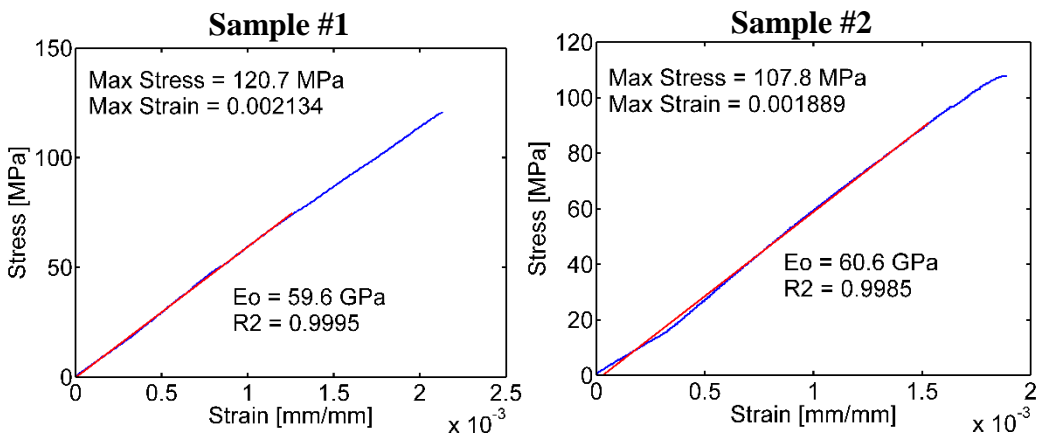 Sample #1
150
Max Stress = 120.7 MPa
Max Strain = 0.002134
100
Stress [MPa]
50
Eo = 59.6 GPa
R2 = 0.9995
0
0 0.5 1 1.5 2 2.5
Strain [mm/mm]
x 10-3
Sample #2
120
Max Stress = 107.8 MPa
Max Strain = 0.001889
100
80
Stress [MPa]
60
40
Eo = 60.6 GPa
R2 = 0.9985
20
0
0 0.5 1 1.5 2
Strain [mm/mm]
x 10-3